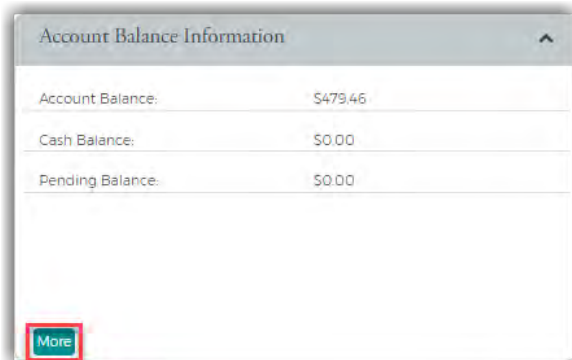 Account Balance Information
Account Balance: $479.46
Cash Balance: $0.00
Pending Balance: $0.00
More